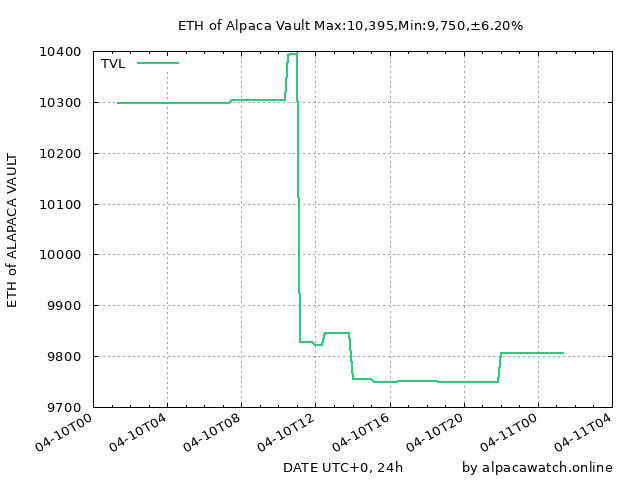 ETH of Alpaca Vault Max:10,395,Min:9,750,±6.20%
TVL
10400
10300
10200
10100
10000
9900
9800
9700
ETH of ALAPACA VAULT
04-10T00
04-10T04
04-10T08
04-10T12
04-10T16
04-10T20
04-11T00
04-11T04
DATE UTC+0, 24h
by alpacawatch.online